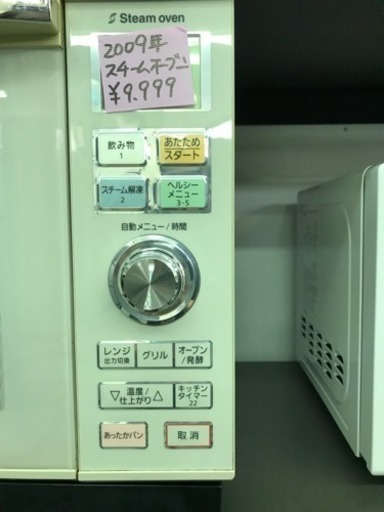 Steam oven
2009年
スチームオーブン
¥9.999
飲み物
1
あたため
スタート
スチーム解凍
2
ヘルシー
メニュー
3-5
自動メニュー/時間
レンジ
出力切換
グリル
オーブン
/発酵
▽ 温度/ △
仕上がり
キッチン
タイマー
22
あったかパン
取消